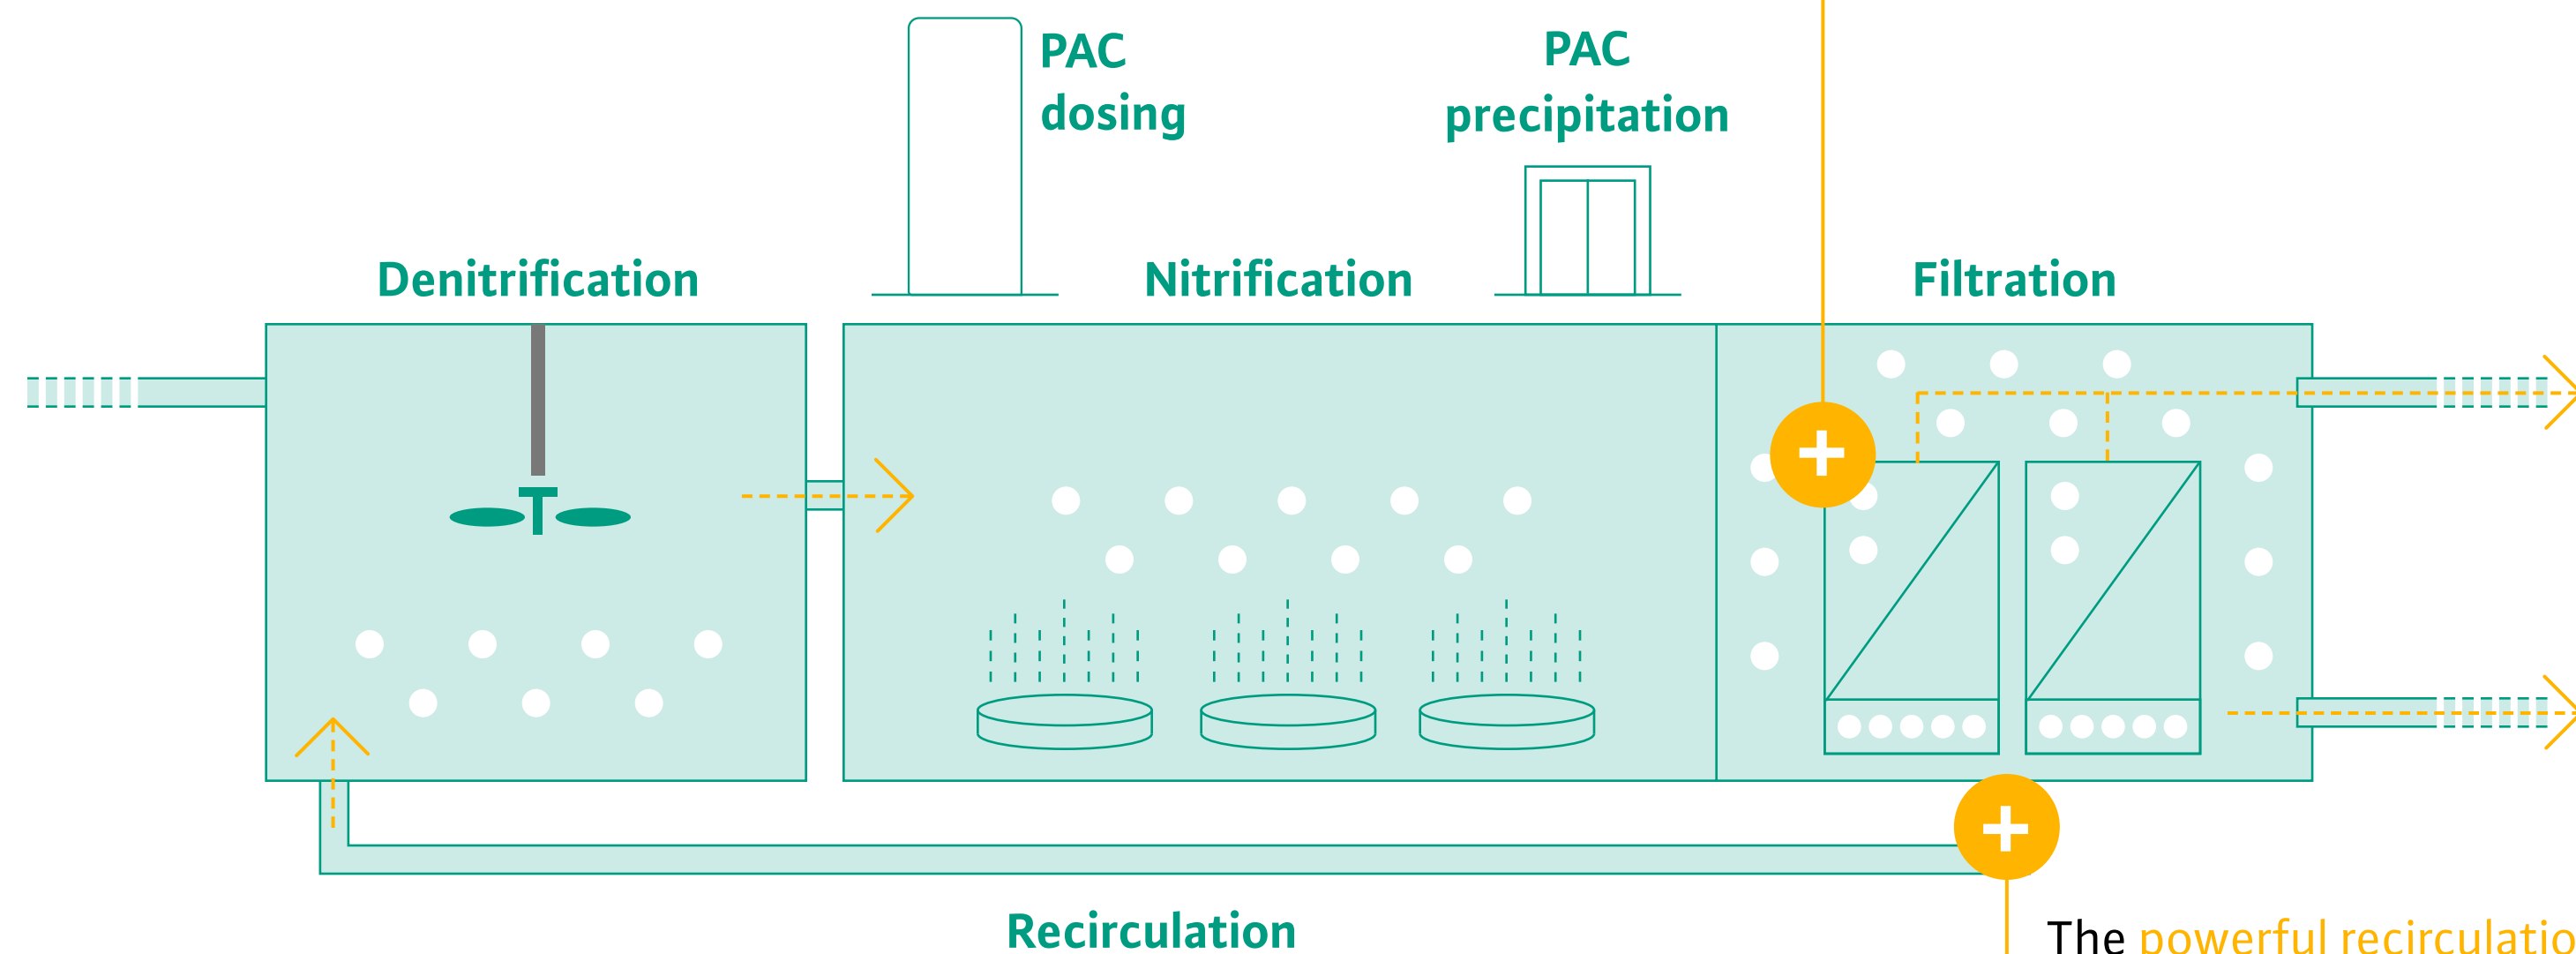 PAC
dosing
PAC
precipitation
Denitrification
Nitrification
Filtration
Recirculation
The powerful recirculatio